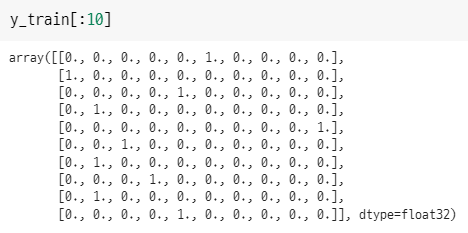 y_train[:10]
array([[0., 0., 0., 0., 0., 1., 0., 0., 0., 0.],
[1., 0., 0., 0., 0., 0., 0., 0., 0., 0.],
[0., 0., 0., 0., 1., 0., 0., 0., 0., 0.],
[0., 1., 0., 0., 0., 0., 0., 0., 0., 0.],
[0., 0., 0., 0., 0., 0., 0., 0., 0., 1.],
[0., 0., 1., 0., 0., 0., 0., 0., 0., 0.],
[0., 1., 0., 0., 0., 0., 0., 0., 0., 0.],
[0., 0., 0., 1., 0., 0., 0., 0., 0., 0.],
[0., 1., 0., 0., 0., 0., 0., 0., 0., 0.],
[0., 0., 0., 0., 1., 0., 0., 0., 0., 0.]], dtype=float32)